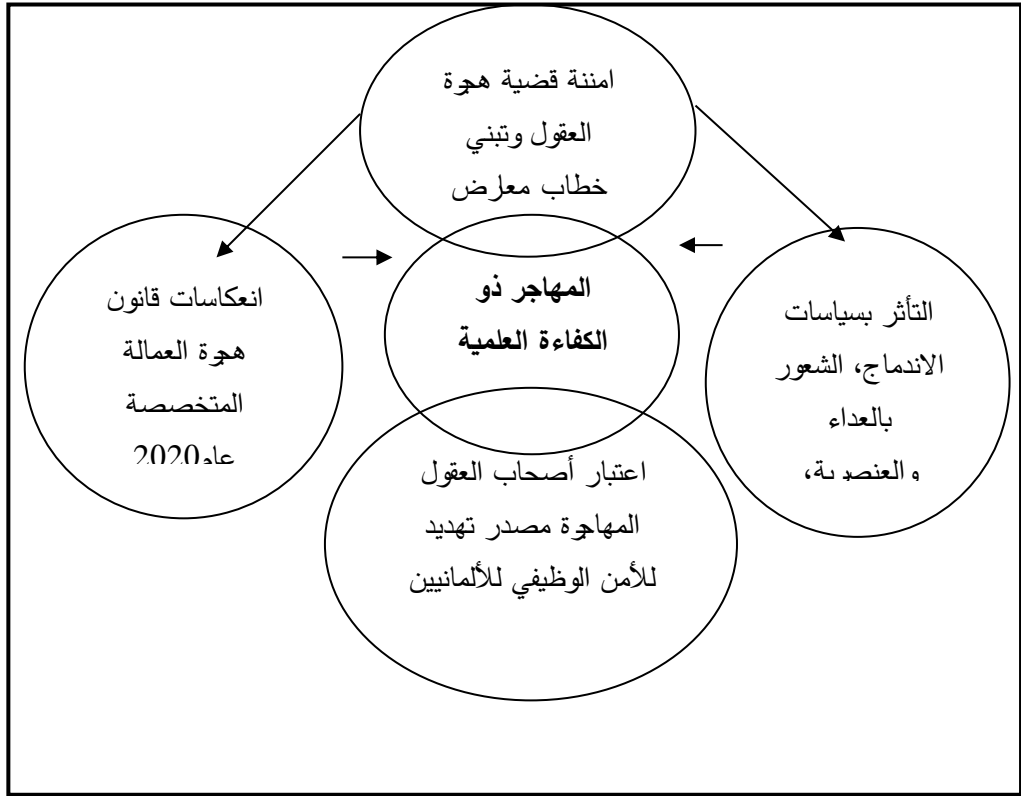 امننة قضية هجرة
العقول وتبني
خطاب معارض
المهاجر ذو
الكفاءة العلمية
التأثر بسياسات
الاندماج، الشعور
بالعداء
والعنصرية،
انعكاسات قانون
هجرة العمالة
المتخصصة
عام2020
اعتبار أصحاب العقول
المهاجرة مصدر تهديد
للأمن الوظيفي للألمانيين